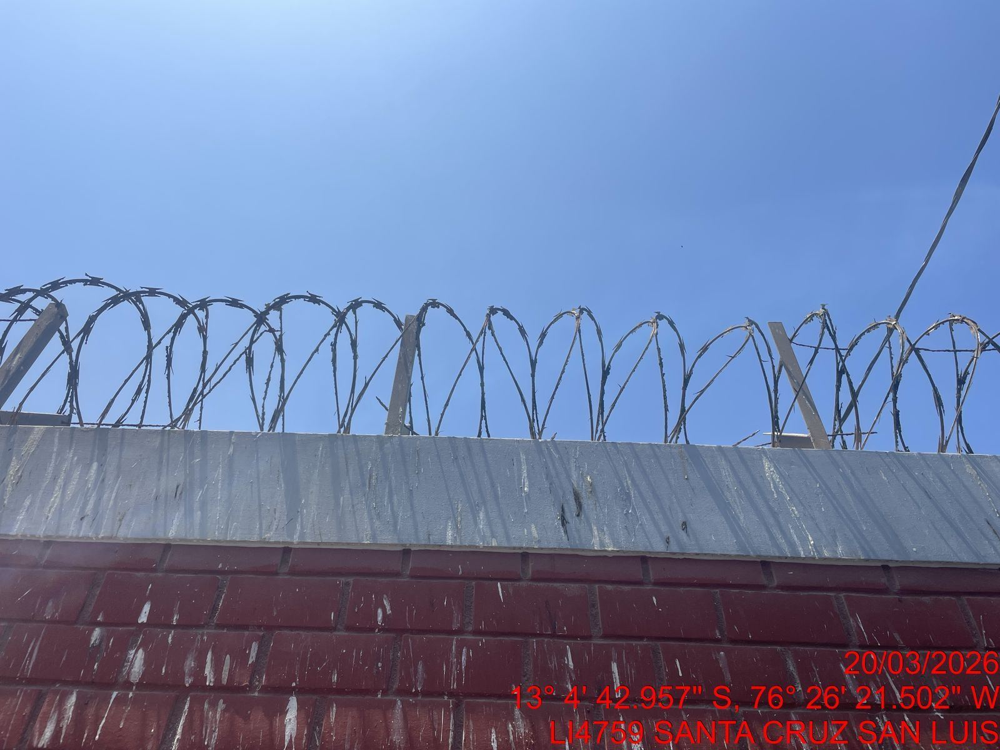 20/03/2026
13° 4' 42.957" S, 76° 26' 21.502" W
LI4759 SANTA CRUZ SAN LUIS